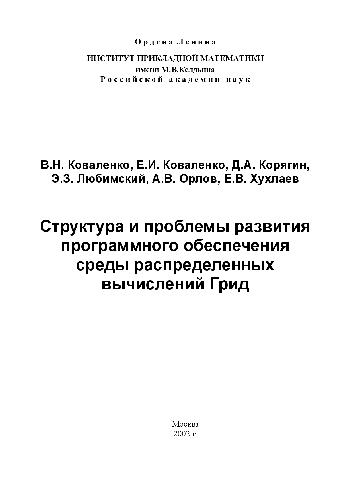 Ордена Ленина
ИНСТИТУТ ПРИКЛАДНОЙ МАТЕМАТИКИ
имени М.В.Келдыша
Российской академии наук
В.Н. Коваленко, Е.И. Коваленко, Д.А. Корягин,
Э.З. Любимский, А.В. Орлов, Е.В. Хухлаев
Структура и проблемы развития
программного обеспечения
среды распределенных
вычислений Грид
Москва
г.